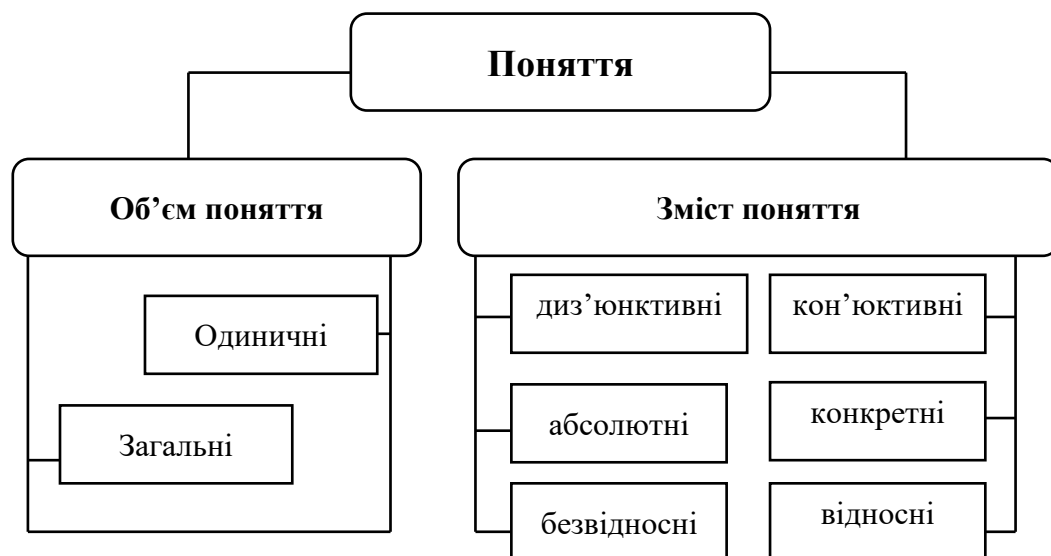 Поняття
Об’єм поняття
Зміст поняття
Одиничні
Загальні
диз’юнктивні
кон’юктивні
абсолютні
конкретні
безвідносні
відносні